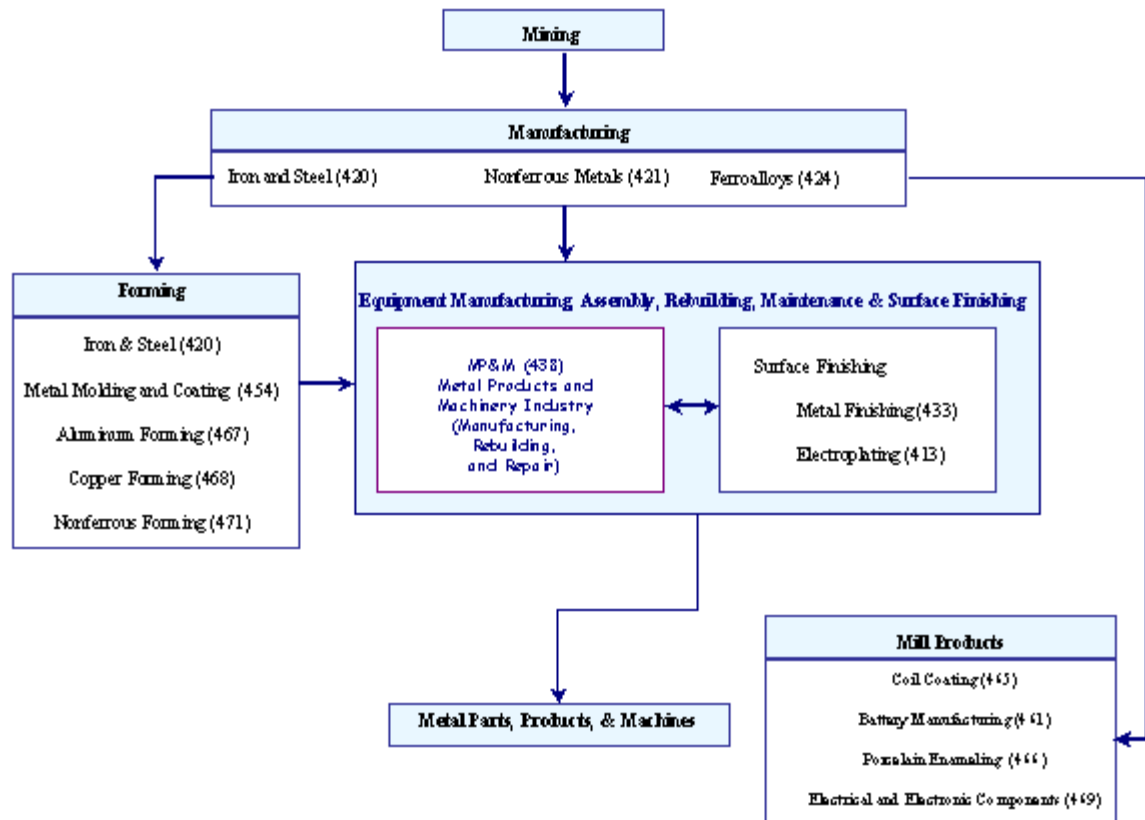 Mining
Manufacturing
Iron and Steel (420)
Nonferrous Metals (421)
Ferroalloys (424)
Forming
Iron & Steel (420)
Metal Molding and Coating (454)
Aluminum Forming (467)
Copper Forming (468)
Nonferrous Forming (471)
Equipment Manufacturing, Assembly, Rebuilding, Maintenance & Surface Finishing
MP&M (438)
Metal Products and
Machinery Industry
(Manufacturing,
Rebuilding,
and Repair)
Surface Finishing
Metal Finishing (433)
Electroplating (413)
Metal Parts, Products, & Machines
Mill Products
Coil Coating (465)
Battary Manufacturing (461)
Porcelain Enameling (466)
Electrical and Electronic Components (469)